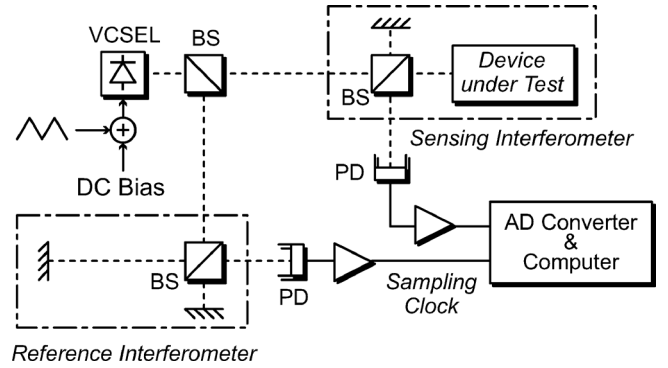 VCSEL
BS
BS
Device
under Test
Sensing Interferometer
DC Bias
PD
AD Converter
&
Computer
BS
PD
Sampling
Clock
Reference Interferometer